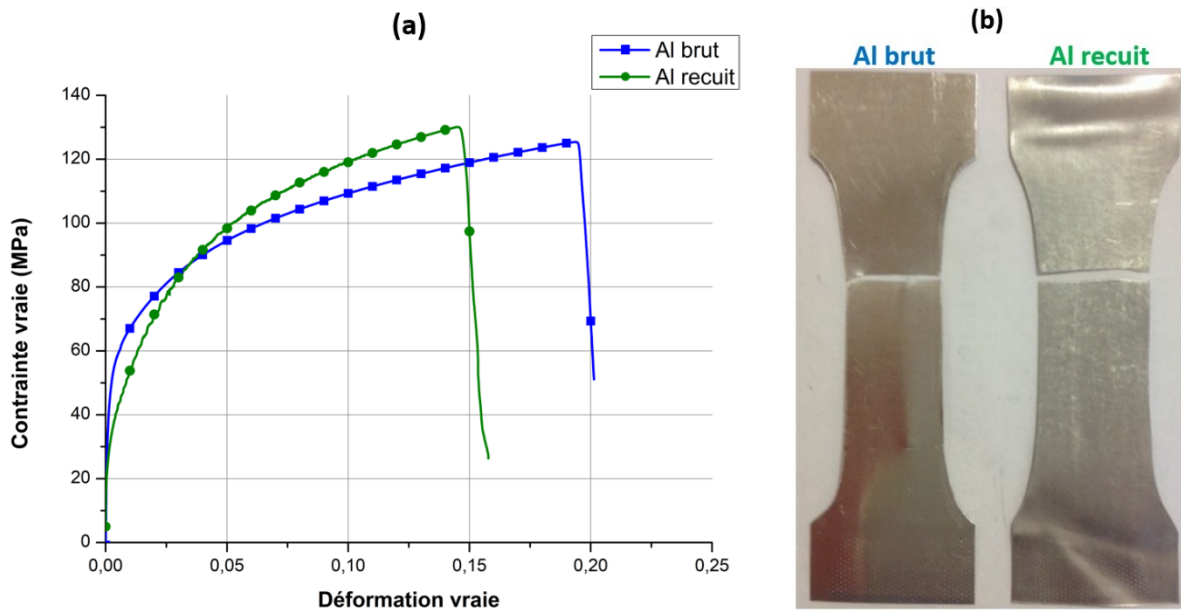 (a)
Al brut
Al recuit
140
120
100
80
60
40
20
0
0,00
0,05
0,10
0,15
0,20
0,25
Contrainte vraie (MPa)
Déformation vraie
(b)
Al brut
Al recuit